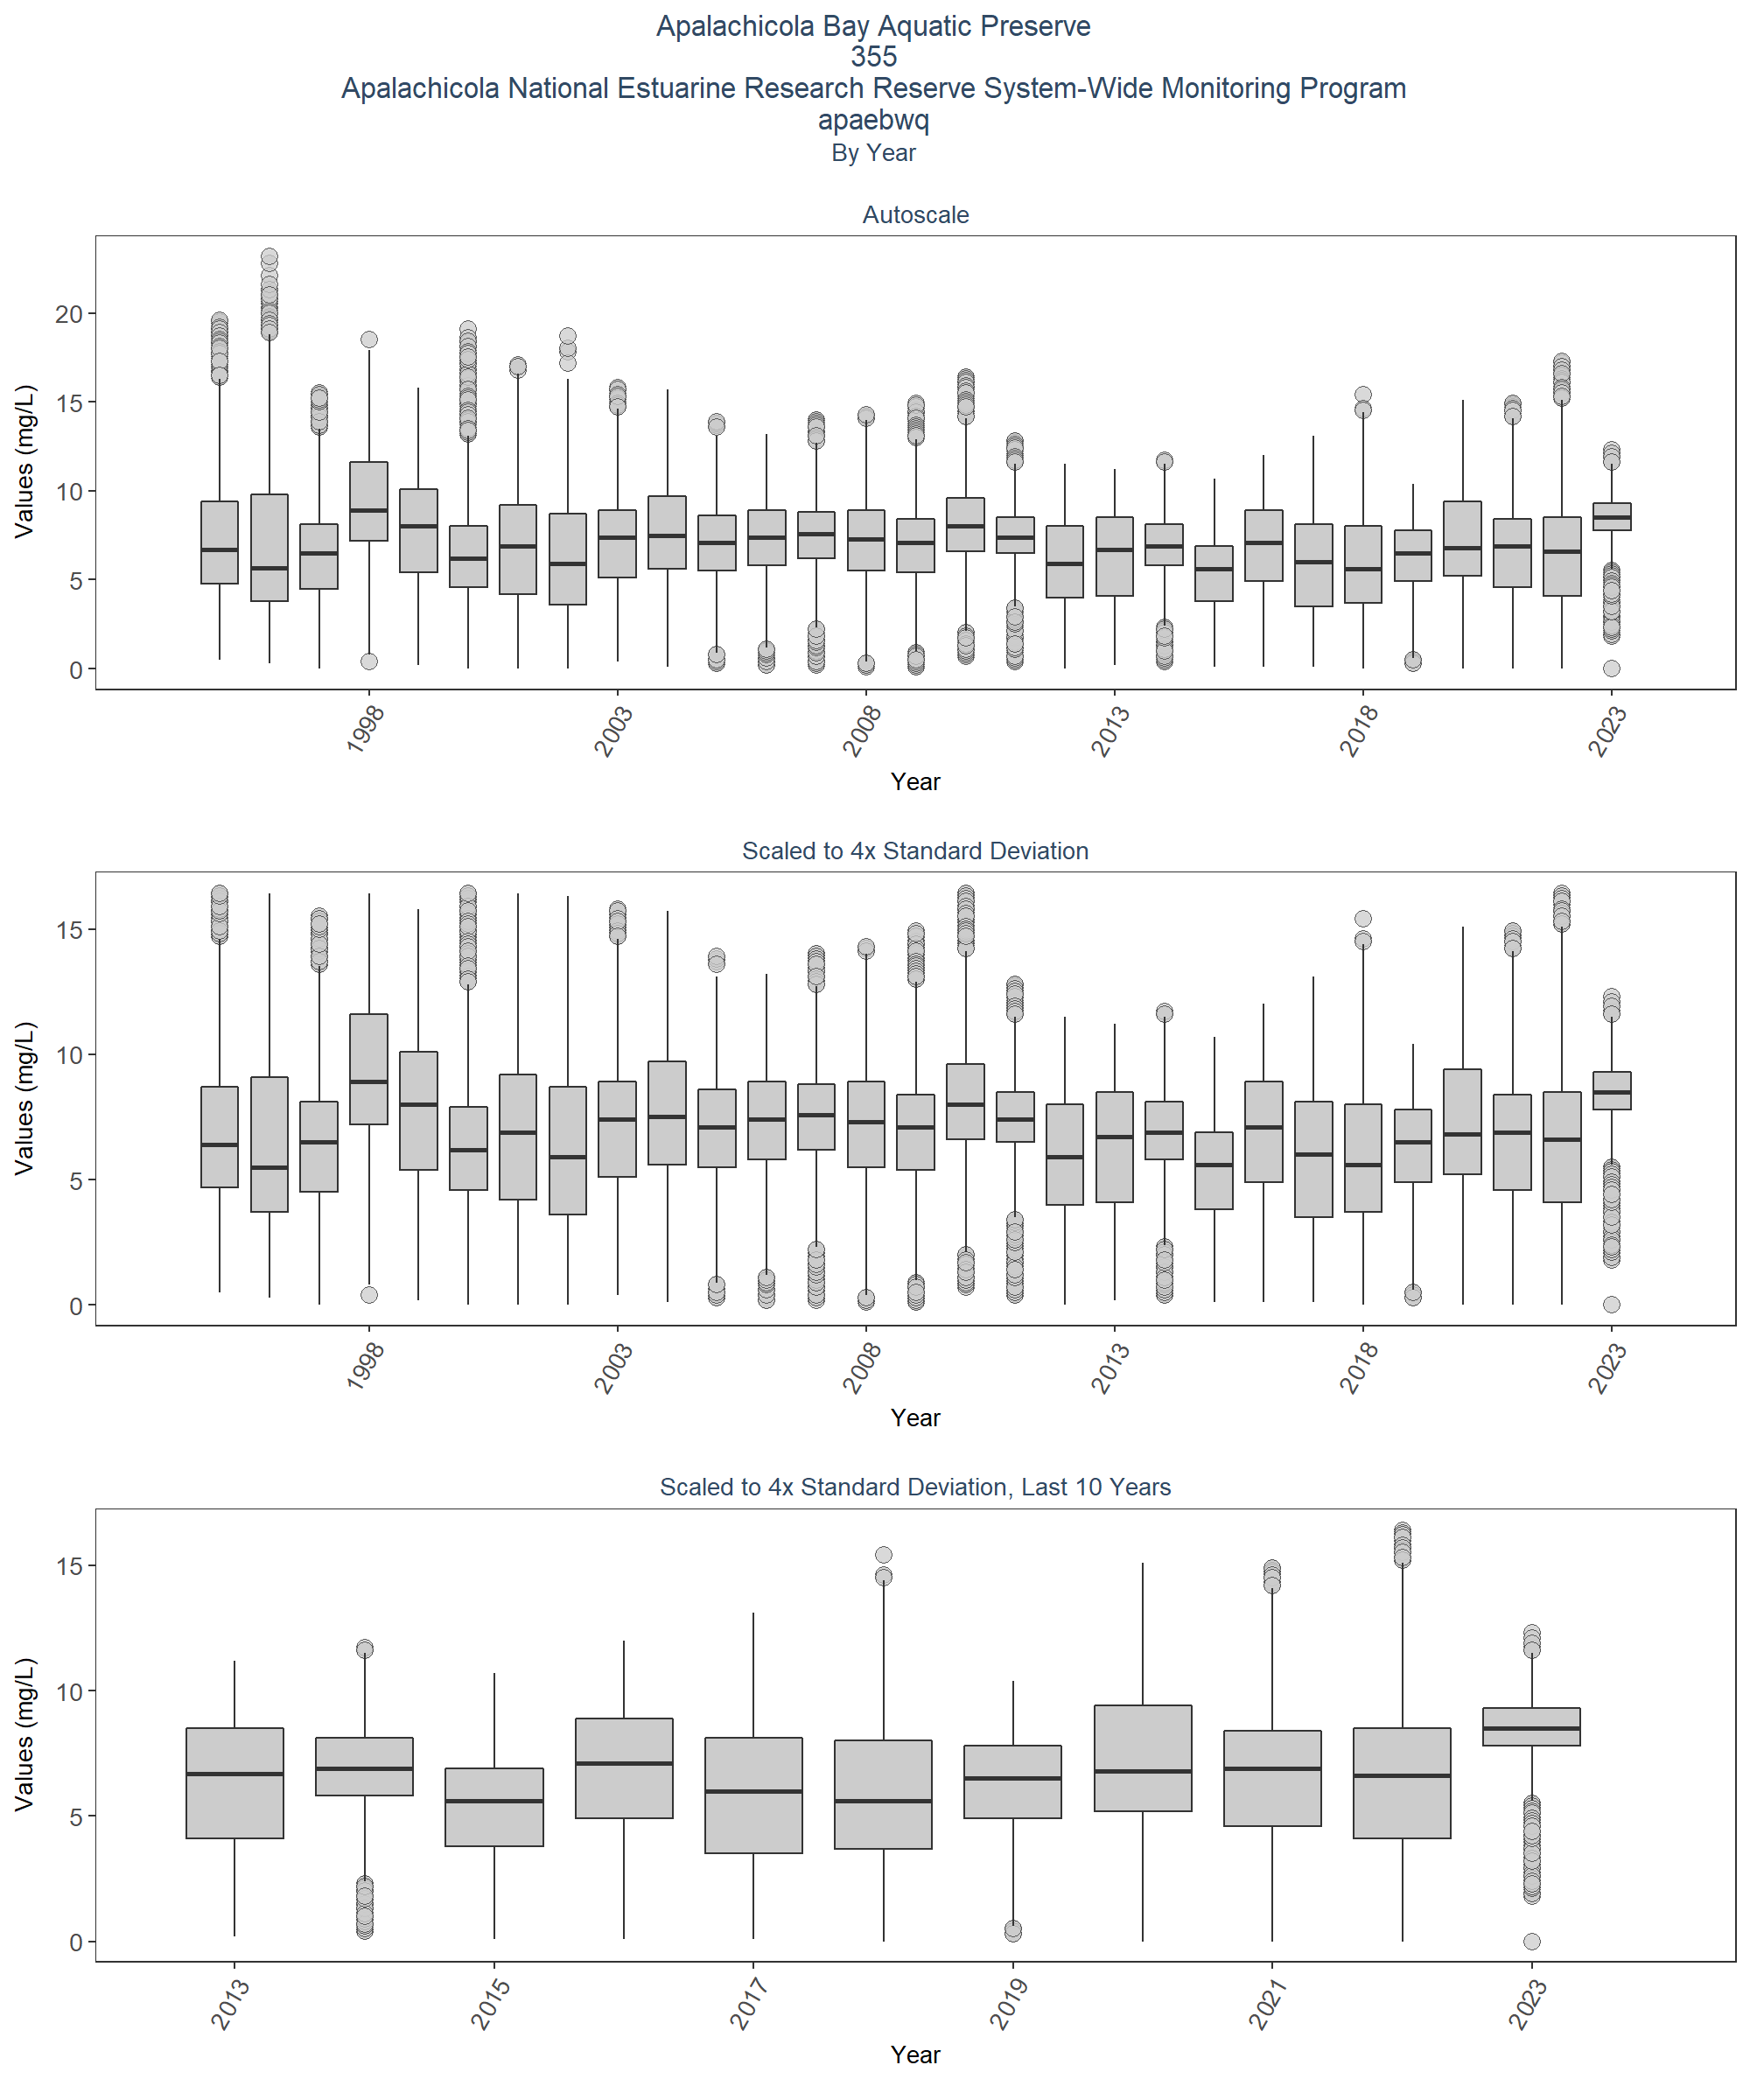 Apalachicola Bay Aquatic Preserve
355
Apalachicola National Estuarine Research Reserve System-Wide Monitoring Program
apaebwq
By Year
Autoscale
Values (mg/L)
20
15
10
5
0
1998 2003 2008 2013 2018 2023
Year
Scaled to 4x Standard Deviation
Values (mg/L)
15
10
5
0
1998 2003 2008 2013 2018 2023
Year
Scaled to 4x Standard Deviation, Last 10 Years
Values (mg/L)
15
10
5
0
2013 2015 2017 2019 2021 2023
Year